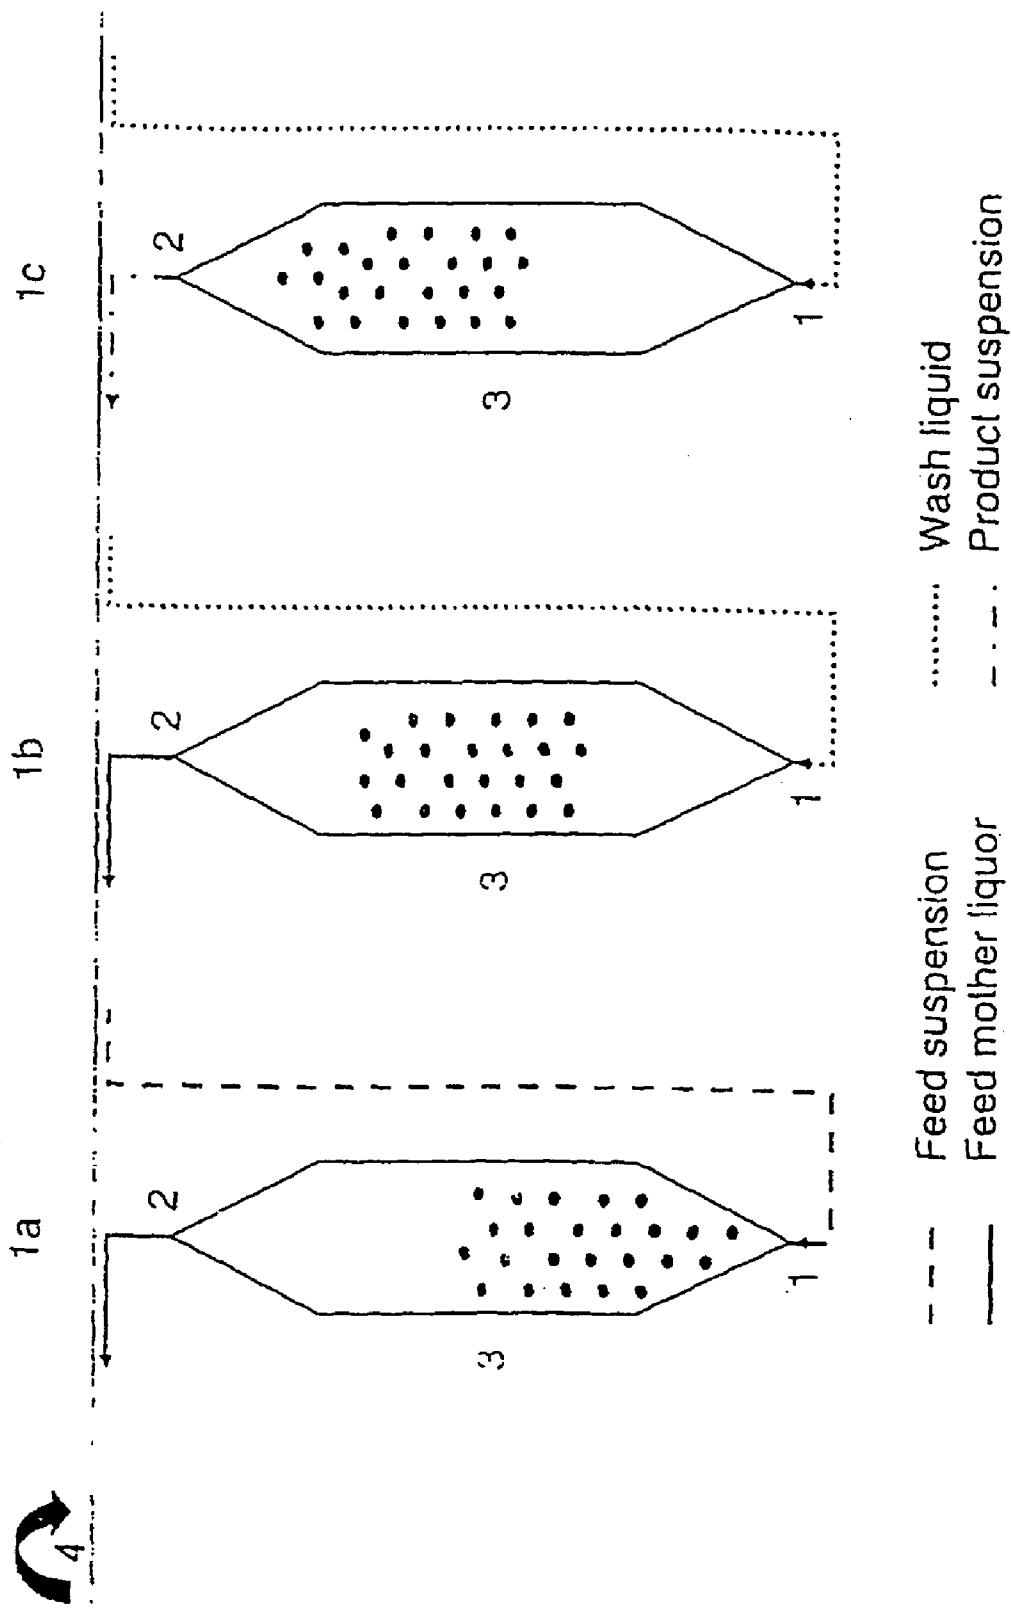 1a 1b 1c
4
2 2 2
3 3 3
1 1 1
Feed suspension Wash liquid
Feed mother liquor Product suspension